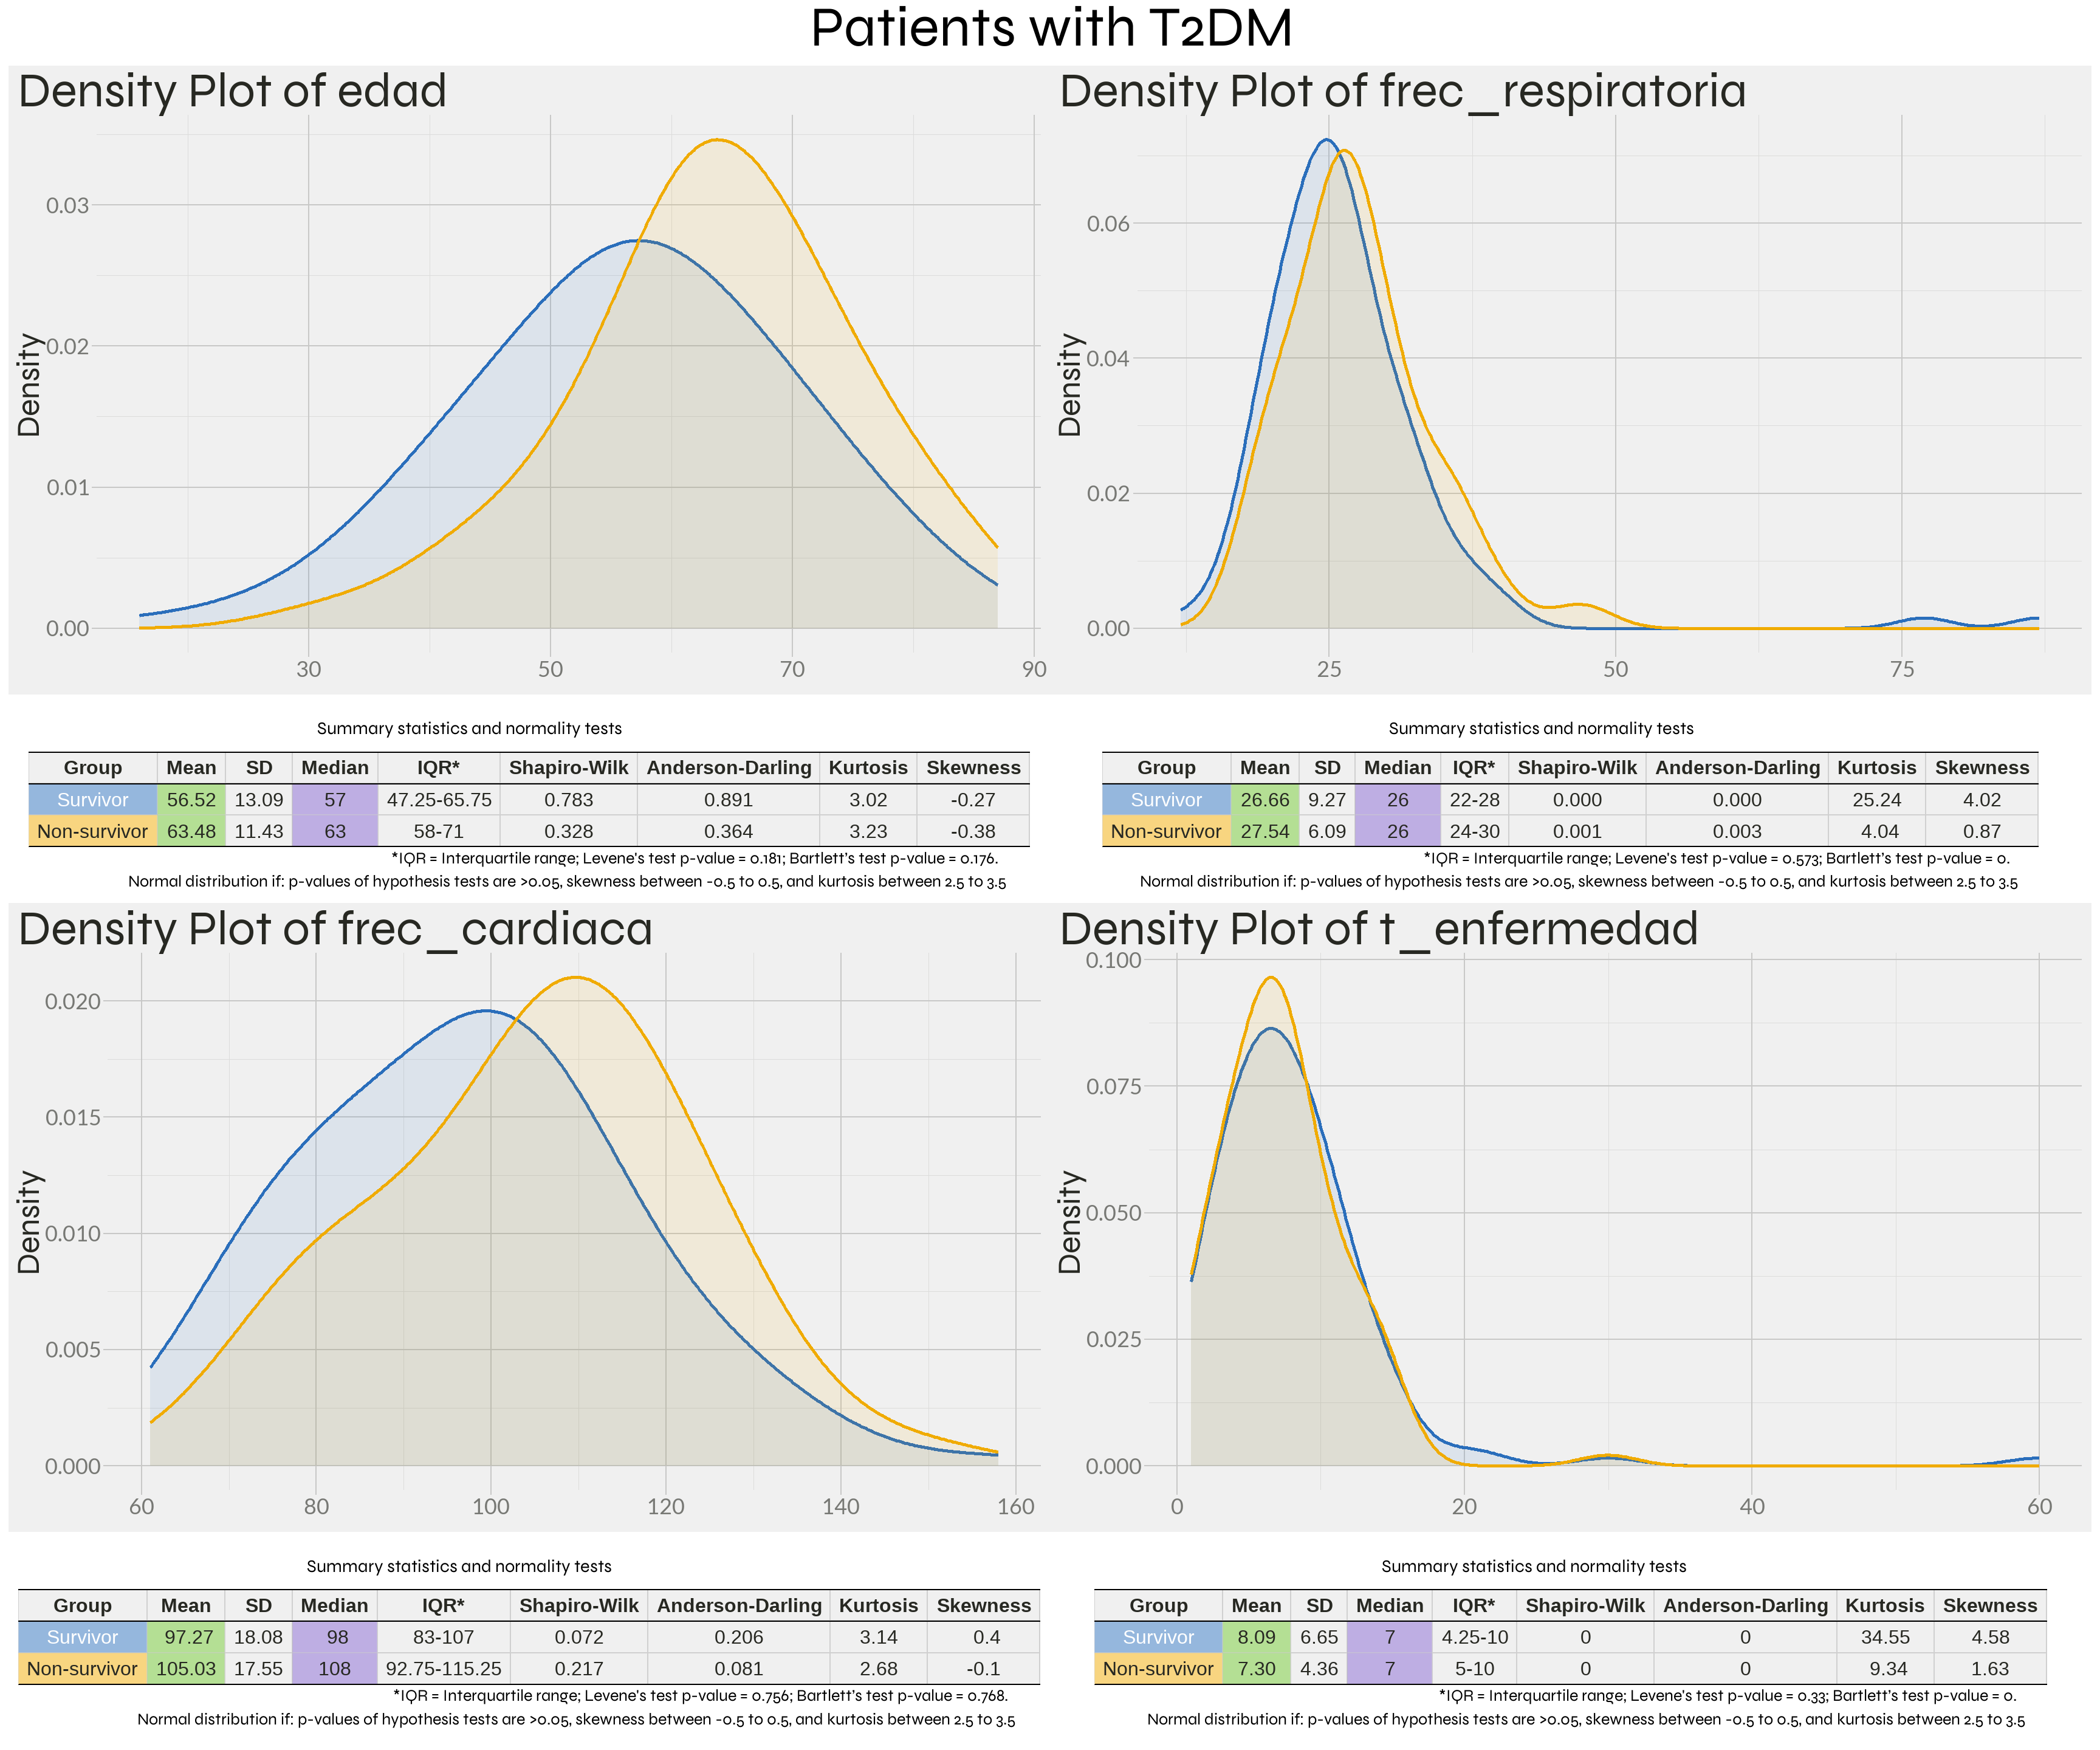 Patients with T2DM
Density Plot of edad
Density
0.03
0.02
0.01
0.00
30 50 70 90
Summary statistics and normality tests
Group Mean SD Median IQR* Shapiro-Wilk Anderson-Darling Kurtosis Skewness
Survivor 56.52 13.09 57 47.25-65.75 0.783 0.891 3.02 -0.27
Non-survivor 63.48 11.43 63 58-71 0.328 0.364 3.23 -0.38
*IQR = Interquartile range; Levene's test p-value = 0.181; Bartlett's test p-value = 0.176.
Normal distribution if: p-values of hypothesis tests are >0.05, skewness between -0.5 to 0.5, and kurtosis between 2.5 to 3.5
Density Plot of frec_respiratoria
Density
0.06
0.04
0.02
0.00
25 50 75
Summary statistics and normality tests
Group Mean SD Median IQR* Shapiro-Wilk Anderson-Darling Kurtosis Skewness
Survivor 26.66 9.27 26 22-28 0.000 0.000 25.24 4.02
Non-survivor 27.54 6.09 26 24-30 0.001 0.003 4.04 0.87
*IQR = Interquartile range; Levene's test p-value = 0.573; Bartlett's test p-value = 0.
Normal distribution if: p-values of hypothesis tests are >0.05, skewness between -0.5 to 0.5, and kurtosis between 2.5 to 3.5
Density Plot of frec_cardiaca
Density
0.020
0.015
0.010
0.005
0.000
60 80 100 120 140 160
Summary statistics and normality tests
Group Mean SD Median IQR* Shapiro-Wilk Anderson-Darling Kurtosis Skewness
Survivor 97.27 18.08 98 83-107 0.072 0.206 3.14 0.4
Non-survivor 105.03 17.55 108 92.75-115.25 0.217 0.081 2.68 -0.1
*IQR = Interquartile range; Levene's test p-value = 0.756; Bartlett's test p-value = 0.768.
Normal distribution if: p-values of hypothesis tests are >0.05, skewness between -0.5 to 0.5, and kurtosis between 2.5 to 3.5
Density Plot of t_enfermedad
Density
0.100
0.075
0.050
0.025
0.000
0 20 40 60
Summary statistics and normality tests
Group Mean SD Median IQR* Shapiro-Wilk Anderson-Darling Kurtosis Skewness
Survivor 8.09 6.65 7 4.25-10 0 0 34.55 4.58
Non-survivor 7.30 4.36 7 5-10 0 0 9.34 1.63
*IQR = Interquartile range; Levene's test p-value = 0.33; Bartlett's test p-value = 0.
Normal distribution if: p-values of hypothesis tests are >0.05, skewness between -0.5 to 0.5, and kurtosis between 2.5 to 3.5